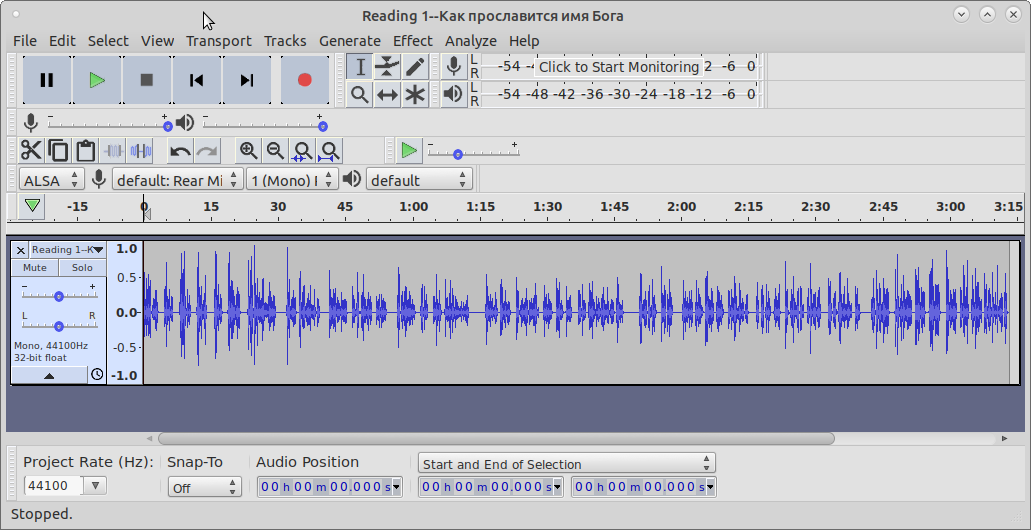 Reading 1--Как прославится имя Бога
File Edit Select View Transport Tracks Generate Effect Analyze Help
L
R
-54 -4 Click to Start Monitoring 2 -6 0
L
R
-54 -48 -42 -36 -30 -24 -18 -12 -6 0
- +
- +
- +
ALSA default: Rear Mi 1 (Mono) default
-15 0 15 30 45 1:00 1:15 1:30 1:45 2:00 2:15 2:30 2:45 3:00 3:15
Reading 1--К
Mute Solo
- +
L R
Mono, 44100Hz
32-bit float
1.0
0.5
0.0
-0.5
-1.0
Project Rate (Hz): Snap-To Audio Position Start and End of Selection
44100 Off 00 h 00 m 00.000 s 00 h 00 m 00.000 s 00 h 00 m 00.000 s
Stopped.